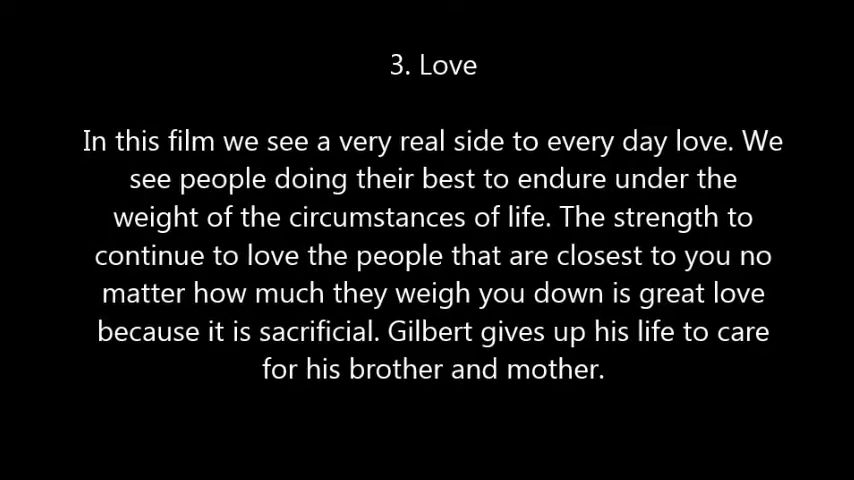 3. Love
In this film we see a very real side to every day love. We
see people doing their best to endure under the
weight of the circumstances of life. The strength to
continue to love the people that are closest to you no
matter how much they weigh you down is great love
because it is sacrificial. Gilbert gives up his life to care
for his brother and mother.